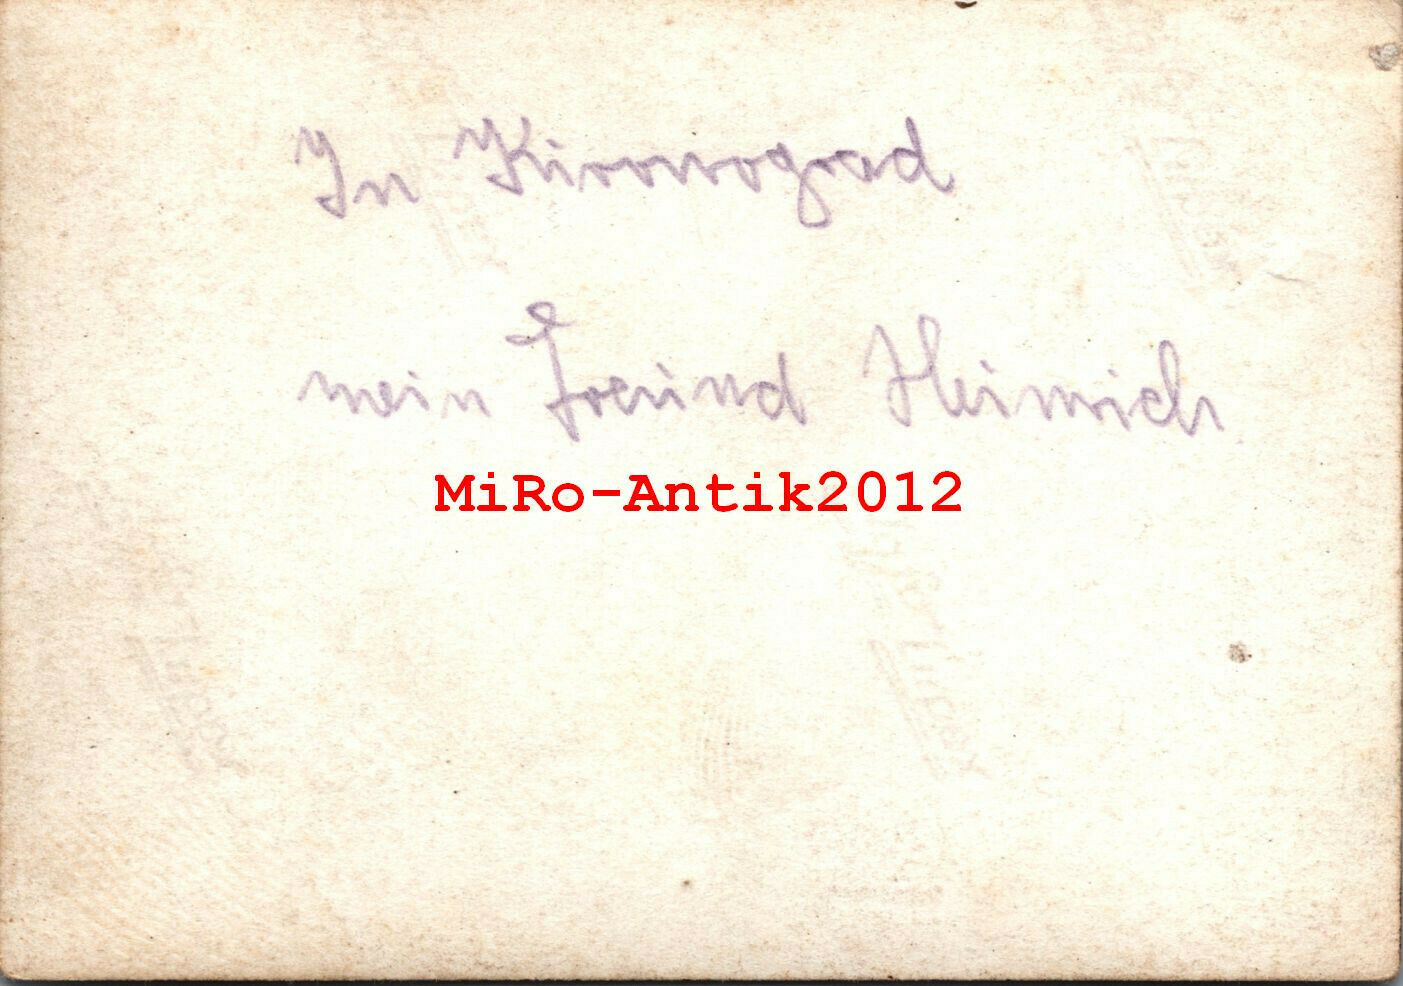 In Kirowograd
mein Freund Heinrich
MiRo-Antik2012